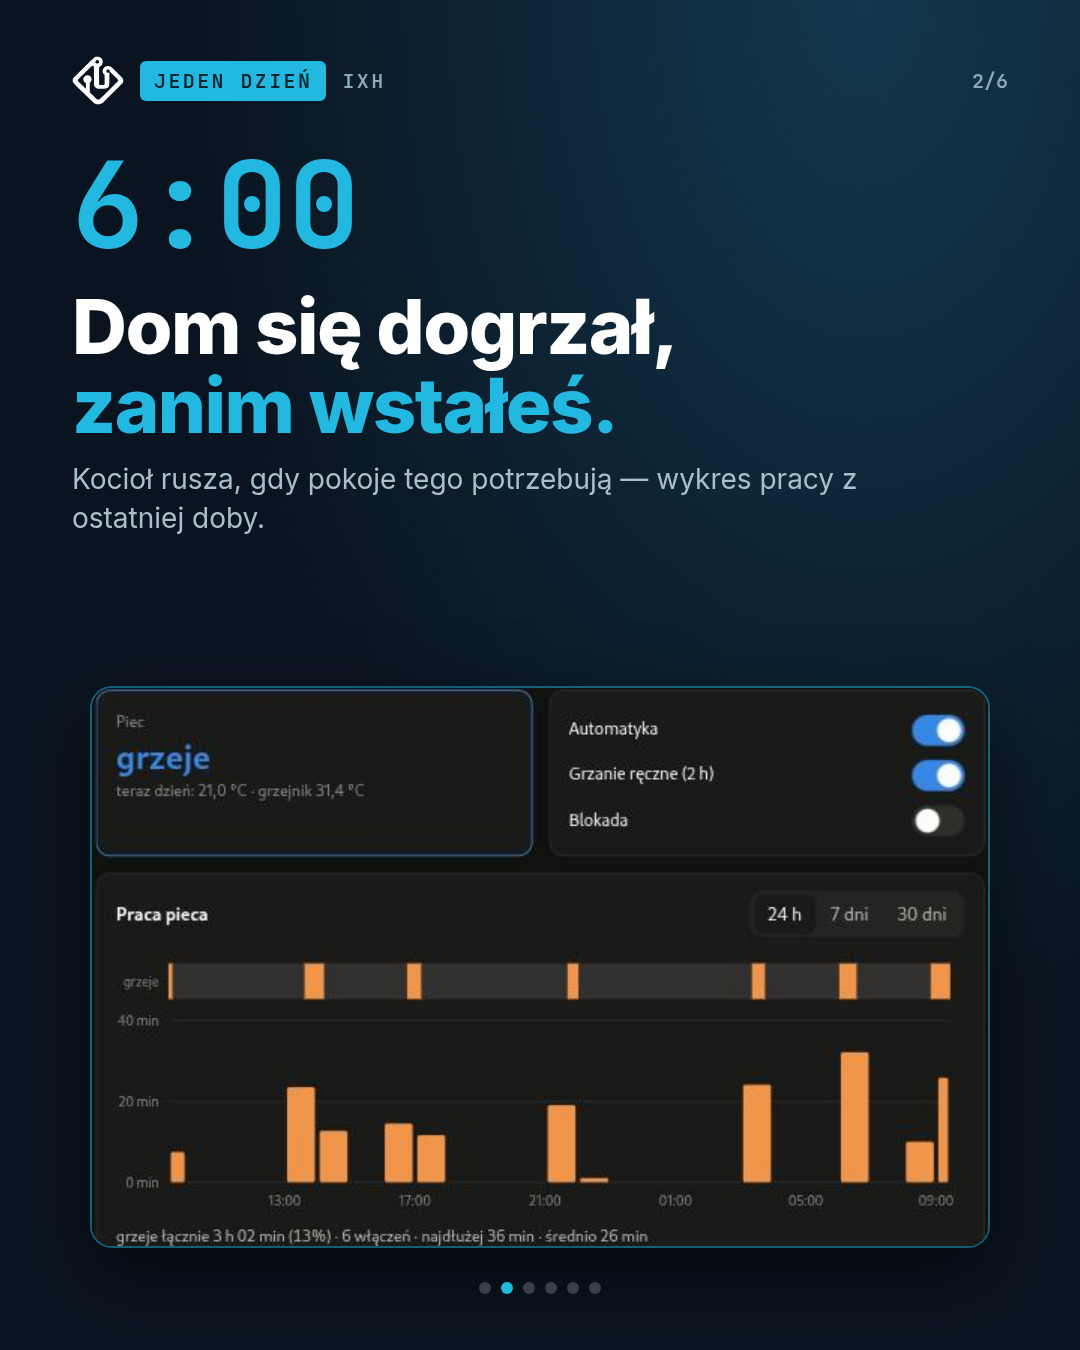 JEDEN DZIEŃ IXH 2/6
6:00
Dom się dogrzał,
zanim wstałeś.
Kocioł rusza, gdy pokoje tego potrzebują — wykres pracy z
ostatniej doby.
Piec
grzeje
teraz dzień: 21,0 °C · grzejnik 31,4 °C
Automatyka
Grzanie ręczne (2 h)
Blokada
Praca pieca
24 h 7 dni 30 dni
grzeje
40 min
20 min
0 min
13:00 17:00 21:00 01:00 05:00 09:00
grzeje łącznie 3 h 02 min (13%) · 6 włączeń · najdłużej 36 min · średnio 26 min